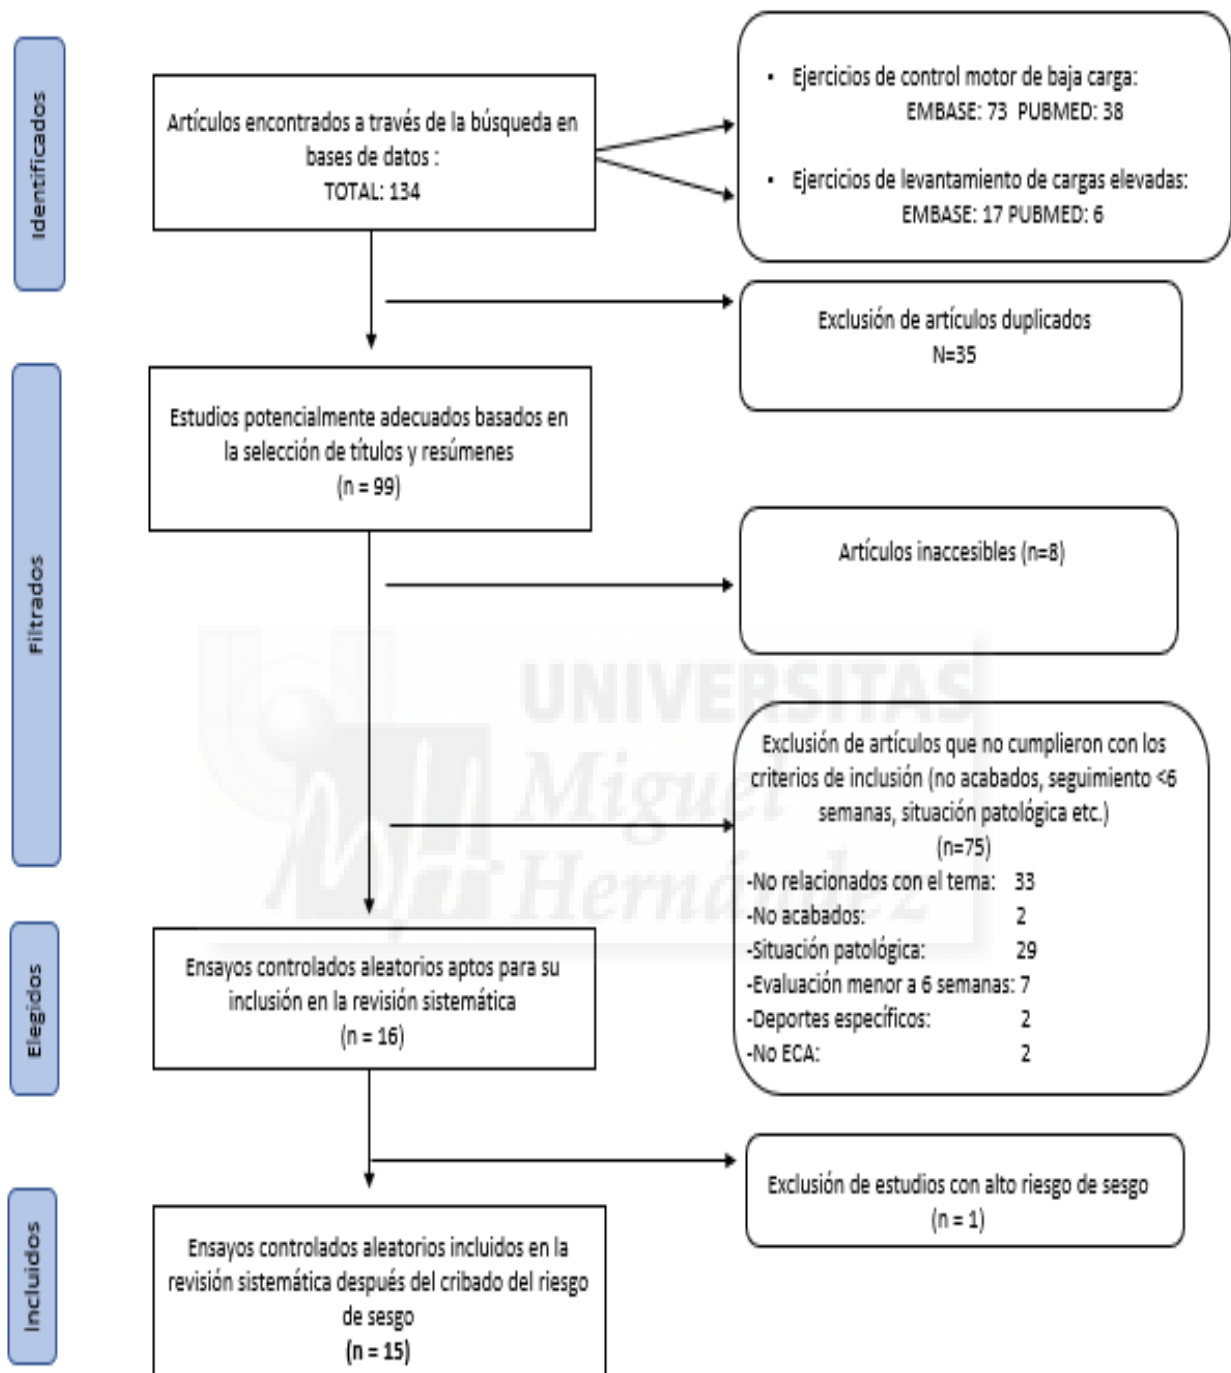 Identificados
Artículos encontrados a través de la búsqueda en
bases de datos :
TOTAL: 134
▪ Ejercicios de control motor de baja carga:
EMBASE: 73 PUBMED: 38
▪ Ejercicios de levantamiento de cargas elevadas:
EMBASE: 17 PUBMED: 6
Exclusión de artículos duplicados
N=35
Filtrados
Estudios potencialmente adecuados basados en
la selección de títulos y resúmenes
(n = 99)
Artículos inaccesibles (n=8)
UNIVERSITAS
Miguel
Hernández
Exclusión de artículos que no cumplieron con los
criterios de inclusión (no acabados, seguimiento <6
semanas, situación patológica etc.)
(n=75)
-No relacionados con el tema: 33
-No acabados: 2
-Situación patológica: 29
-Evaluación menor a 6 semanas: 7
-Deportes específicos: 2
-No ECA: 2
Elegidos
Ensayos controlados aleatorios aptos para su
inclusión en la revisión sistemática
(n = 16)
Exclusión de estudios con alto riesgo de sesgo
(n = 1)
Incluidos
Ensayos controlados aleatorios incluidos en la
revisión sistemática después del cribado del riesgo
de sesgo
(n = 15)